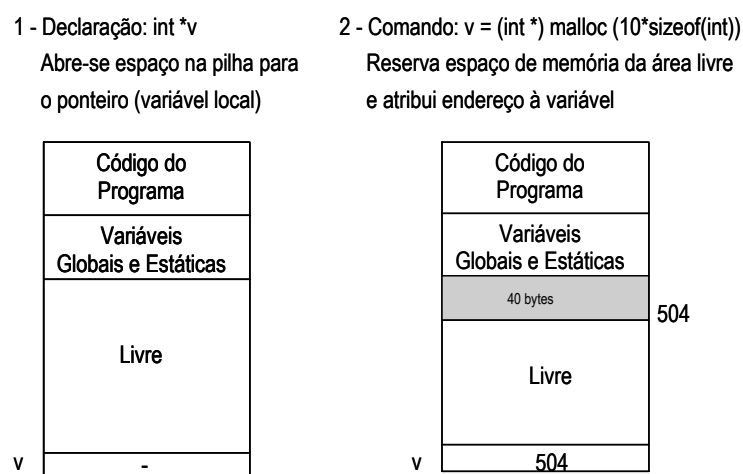 1 - Declaração: int *v
Abre-se espaço na pilha para
o ponteiro (variável local)
Código do
Programa
Variáveis
Globais e Estáticas
Livre
v -
2 - Comando: v = (int *) malloc (10*sizeof(int))
Reserva espaço de memória da área livre
e atribui endereço à variável
Código do
Programa
Variáveis
Globais e Estáticas
40 bytes
504
Livre
v 504